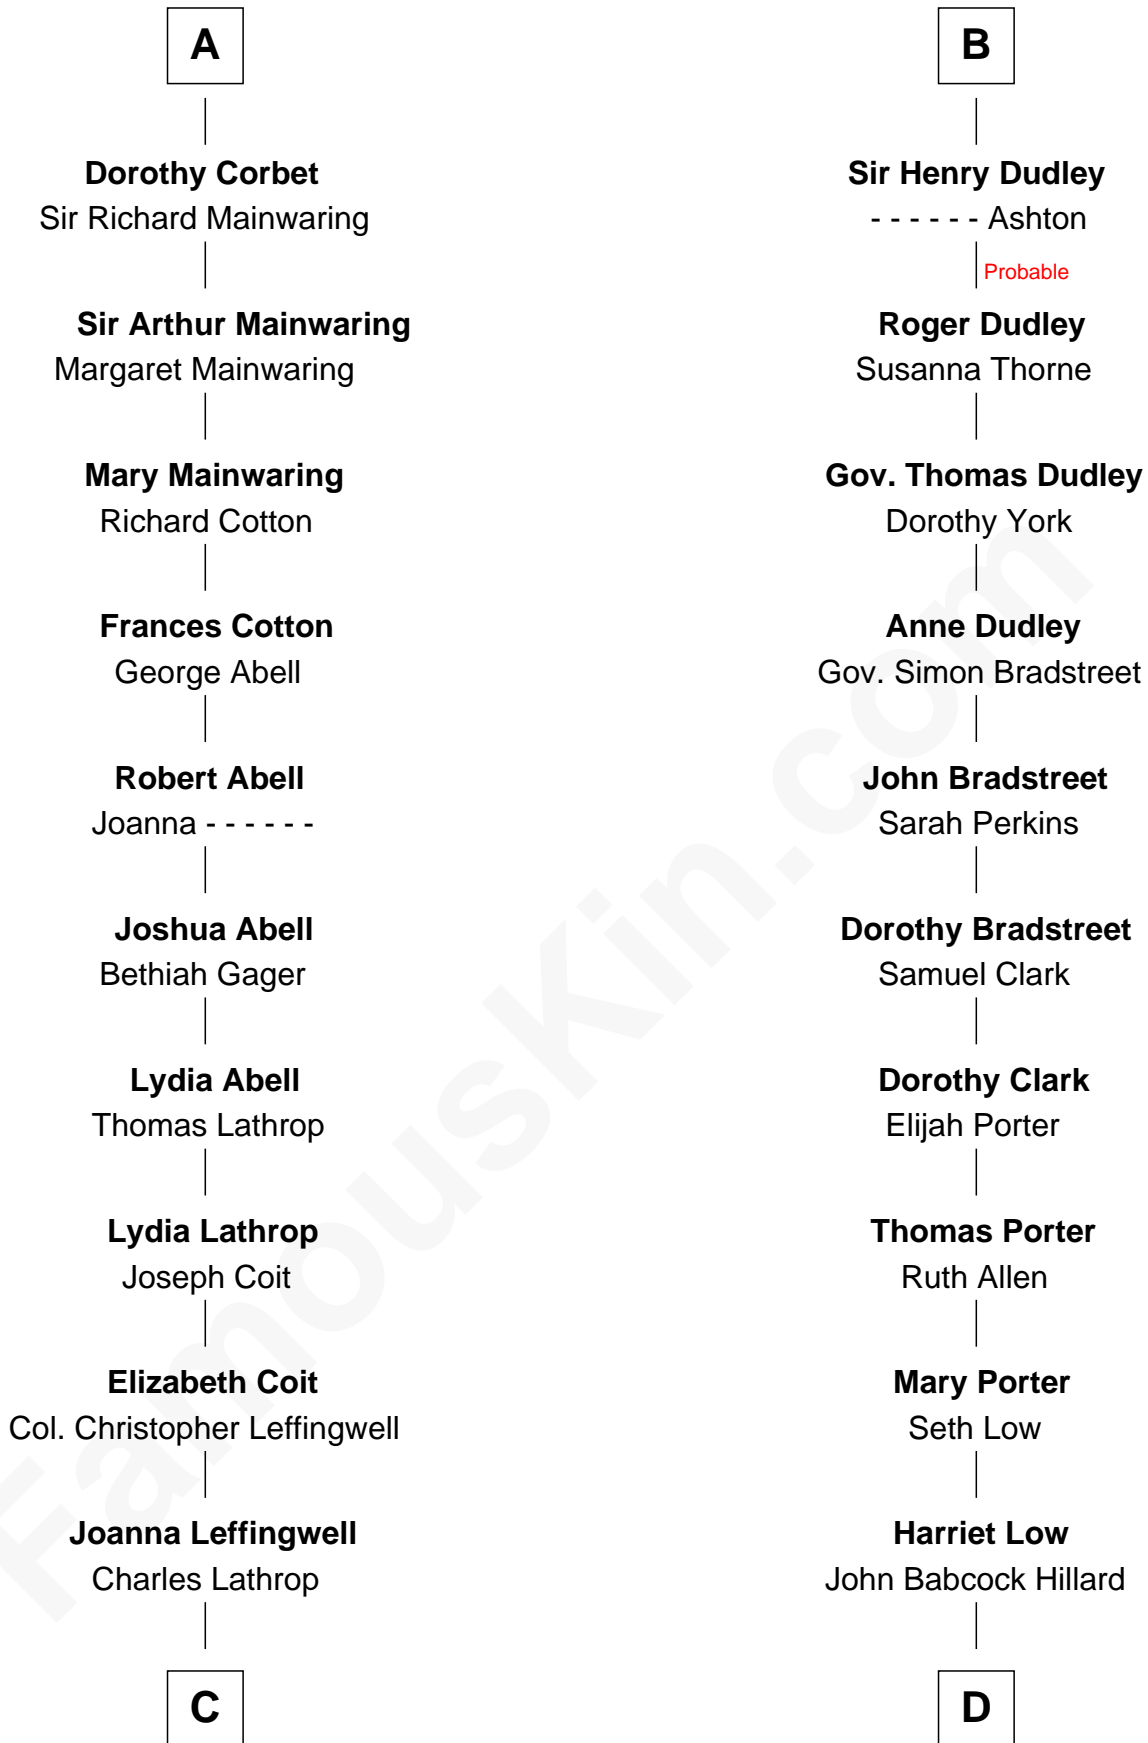 A
Dorothy Corbet
Sir Richard Mainwaring
Sir Arthur Mainwaring
Margaret Mainwaring
Mary Mainwaring
Richard Cotton
Frances Cotton
George Abell
Robert Abell
Joanna - - - - - -
Joshua Abell
Bethiah Gager
Lydia Abell
Thomas Lathrop
Lydia Lathrop
Joseph Coit
Elizabeth Coit
Col. Christopher Leffingwell
Joanna Leffingwell
Charles Lathrop
C
B
Sir Henry Dudley
- - - - - - Ashton
Probable
Roger Dudley
Susanna Thorne
Gov. Thomas Dudley
Dorothy York
Anne Dudley
Gov. Simon Bradstreet
John Bradstreet
Sarah Perkins
Dorothy Bradstreet
Samuel Clark
Dorothy Clark
Elijah Porter
Thomas Porter
Ruth Allen
Mary Porter
Seth Low
Harriet Low
John Babcock Hillard
D
FamousKin.com